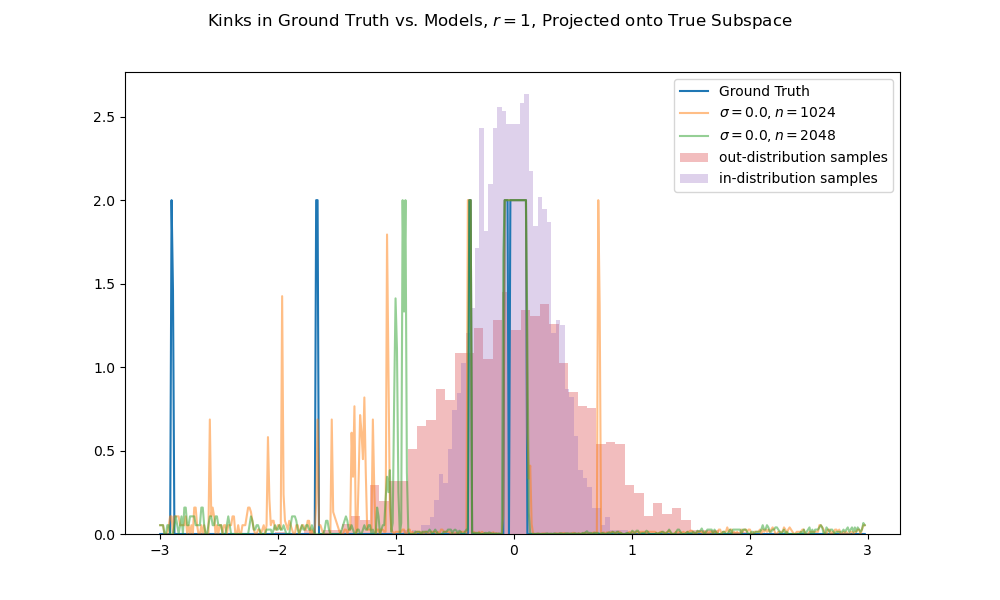 Kinks in Ground Truth vs. Models, r = 1, Projected onto True Subspace
2.5
2.0
1.5
1.0
0.5
0.0
−3
−2
−1
0
1
2
3
Ground Truth
σ = 0.0, n = 1024
σ = 0.0, n = 2048
out-distribution samples
in-distribution samples